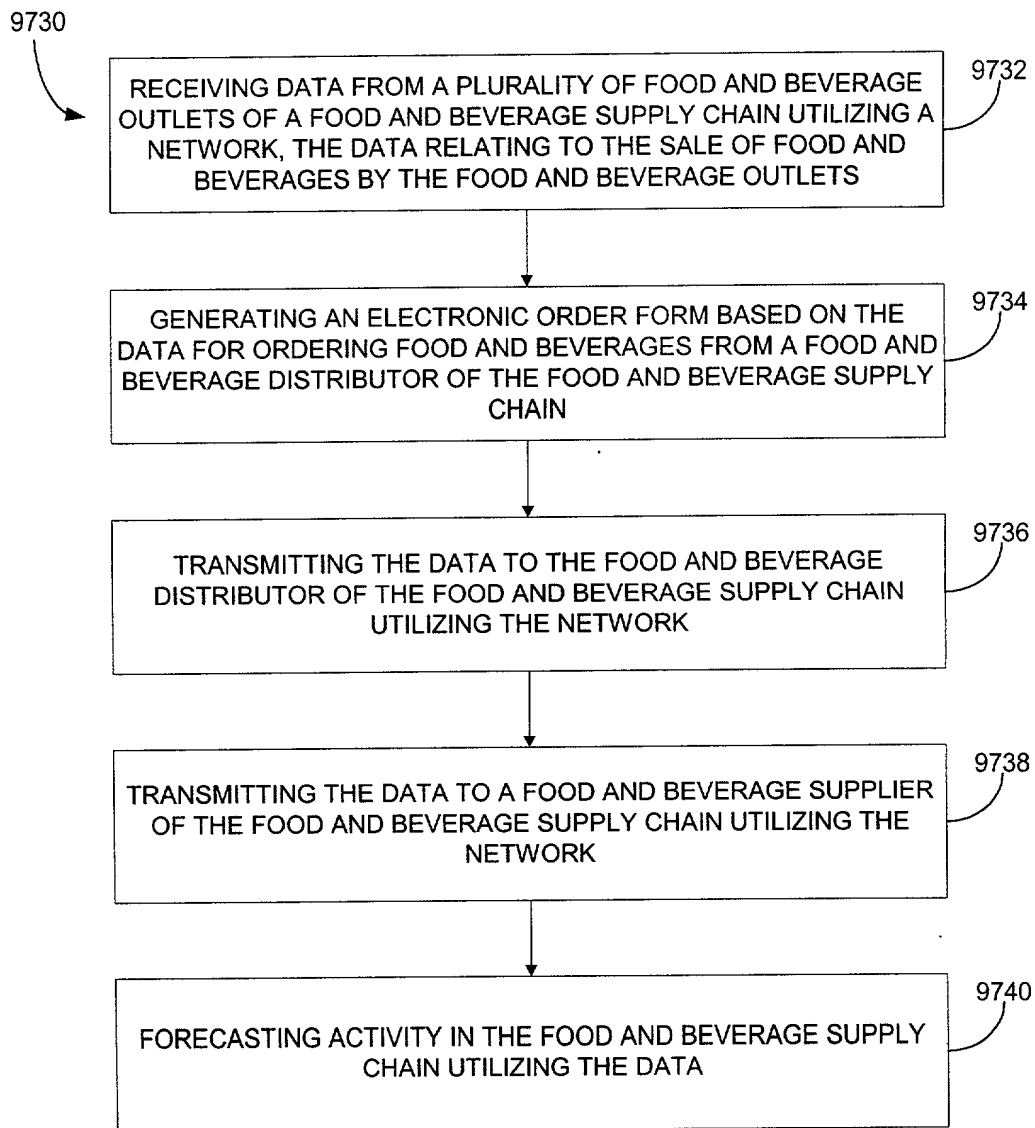 9730
RECEIVING DATA FROM A PLURALITY OF FOOD AND BEVERAGE
OUTLETS OF A FOOD AND BEVERAGE SUPPLY CHAIN UTILIZING A
NETWORK, THE DATA RELATING TO THE SALE OF FOOD AND
BEVERAGES BY THE FOOD AND BEVERAGE OUTLETS
9732
GENERATING AN ELECTRONIC ORDER FORM BASED ON THE
DATA FOR ORDERING FOOD AND BEVERAGES FROM A FOOD AND
BEVERAGE DISTRIBUTOR OF THE FOOD AND BEVERAGE SUPPLY
CHAIN
9734
TRANSMITTING THE DATA TO THE FOOD AND BEVERAGE
DISTRIBUTOR OF THE FOOD AND BEVERAGE SUPPLY CHAIN
UTILIZING THE NETWORK
9736
TRANSMITTING THE DATA TO A FOOD AND BEVERAGE SUPPLIER
OF THE FOOD AND BEVERAGE SUPPLY CHAIN UTILIZING THE
NETWORK
9738
FORECASTING ACTIVITY IN THE FOOD AND BEVERAGE SUPPLY
CHAIN UTILIZING THE DATA
9740